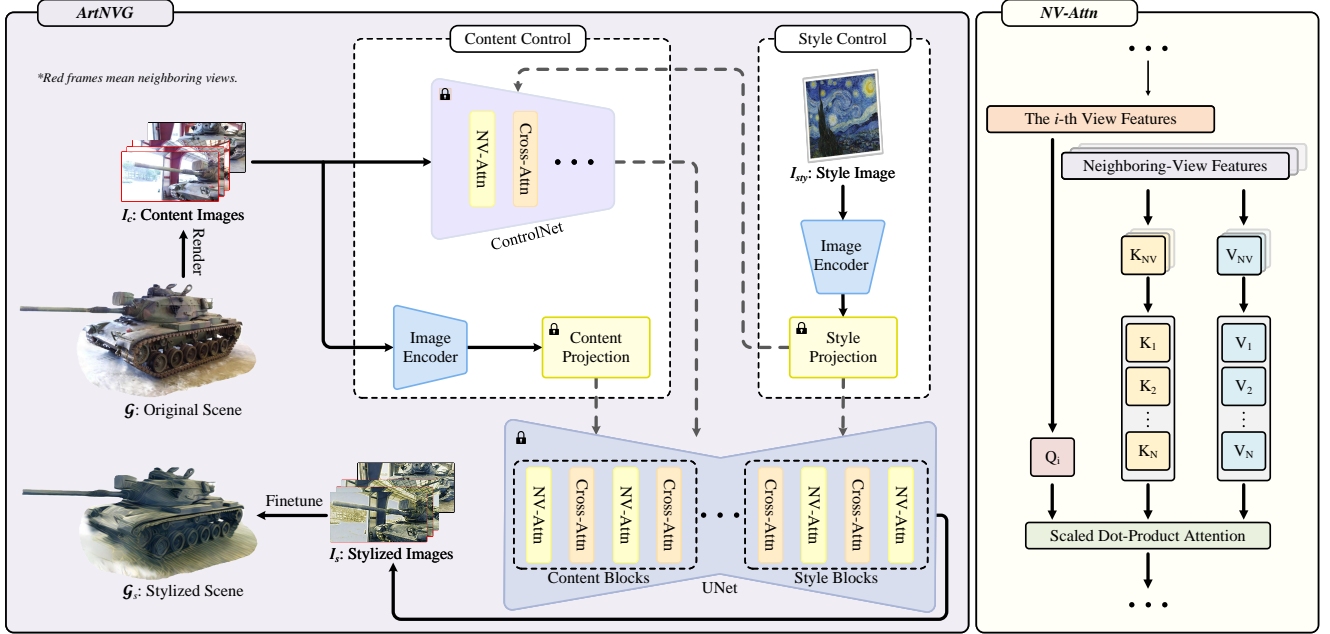 ArtNVG
*Red frames mean neighboring views.
I_c: Content Images
Render
𝓖: Original Scene
Finetune
𝓖_s: Stylized Scene
I_s: Stylized Images
Content Control
NV-Attn
Cross-Attn
• • •
ControlNet
Image
Encoder
Content
Projection
Style Control
I_sty: Style Image
Image
Encoder
Style
Projection
NV-Attn
Cross-Attn
NV-Attn
Cross-Attn
Content Blocks
• • •
Cross-Attn
NV-Attn
Cross-Attn
NV-Attn
Style Blocks
UNet
NV-Attn
• • •
The i-th View Features
Neighboring-View Features
K_NV
V_NV
K_1
V_1
K_2
V_2
⋮
⋮
K_N
V_N
Q_i
Scaled Dot-Product Attention
• • •